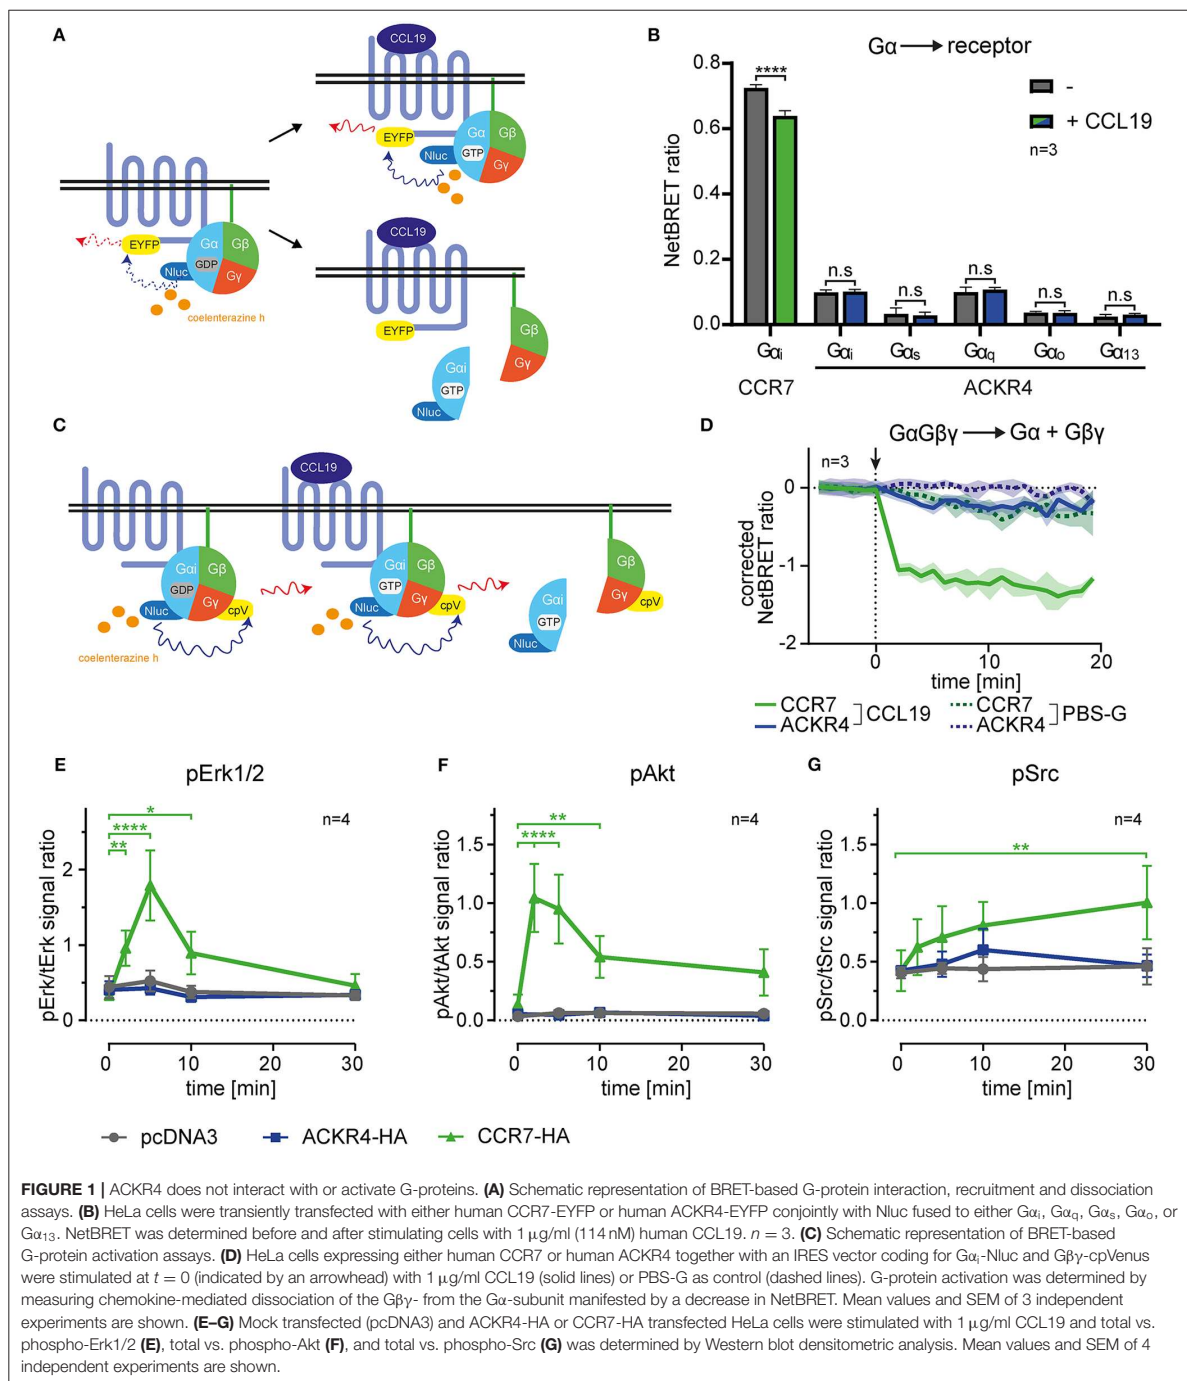 A
CCL19
EYFP
Gα
GTP
Gβ
Gγ
Nluc
EYFP
Gα
GDP
Gβ
Gγ
Nluc
coelenterazine h
CCL19
EYFP
Gβ
Gγ
Gαi
GTP
Nluc
B
Gα → receptor
NetBRET ratio
0.8
0.6
0.4
0.2
0.0
****
n.s
n.s
n.s
n.s
n.s
-
+ CCL19
n=3
Gαi
Gαi
Gαs
Gαq
Gαo
Gα13
CCR7
ACKR4
C
CCL19
Gαi
GDP
Gβ
Gγ
Nluc
cpV
coelenterazine h
Gαi
GTP
Gβ
Gγ
Nluc
cpV
Gαi
GTP
Nluc
Gβ
Gγ
cpV
D
GαGβγ → Gα + Gβγ
n=3
corrected
NetBRET ratio
0
-1
-2
0
10
20
time [min]
CCR7
ACKR4
CCL19
CCR7
ACKR4
PBS-G
E
pErk1/2
n=4
*
****
**
pErk/tErk signal ratio
2
1
0
0
10
20
30
time [min]
F
pAkt
n=4
**
****
pAkt/tAkt signal ratio
1.5
1.0
0.5
0.0
0
10
20
30
time [min]
G
pSrc
n=4
**
pSrc/tSrc signal ratio
1.5
1.0
0.5
0.0
0
10
20
30
time [min]
pcDNA3
ACKR4-HA
CCR7-HA
FIGURE 1 | ACKR4 does not interact with or activate G-proteins. (A) Schematic representation of BRET-based G-protein interaction, recruitment and dissociation
assays. (B) HeLa cells were transiently transfected with either human CCR7-EYFP or human ACKR4-EYFP conjointly with Nluc fused to either Gαi, Gαq, Gαs, Gαo, or
Gα13. NetBRET was determined before and after stimulating cells with 1 μg/ml (114 nM) human CCL19. n = 3. (C) Schematic representation of BRET-based
G-protein activation assays. (D) HeLa cells expressing either human CCR7 or human ACKR4 together with an IRES vector coding for Gαi-Nluc and Gβγ-cpVenus
were stimulated at t = 0 (indicated by an arrowhead) with 1 μg/ml CCL19 (solid lines) or PBS-G as control (dashed lines). G-protein activation was determined by
measuring chemokine-mediated dissociation of the Gβγ- from the Gα-subunit manifested by a decrease in NetBRET. Mean values and SEM of 3 independent
experiments are shown. (E–G) Mock transfected (pcDNA3) and ACKR4-HA or CCR7-HA transfected HeLa cells were stimulated with 1 μg/ml CCL19 and total vs.
phospho-Erk1/2 (E), total vs. phospho-Akt (F), and total vs. phospho-Src (G) was determined by Western blot densitometric analysis. Mean values and SEM of 4
independent experiments are shown.